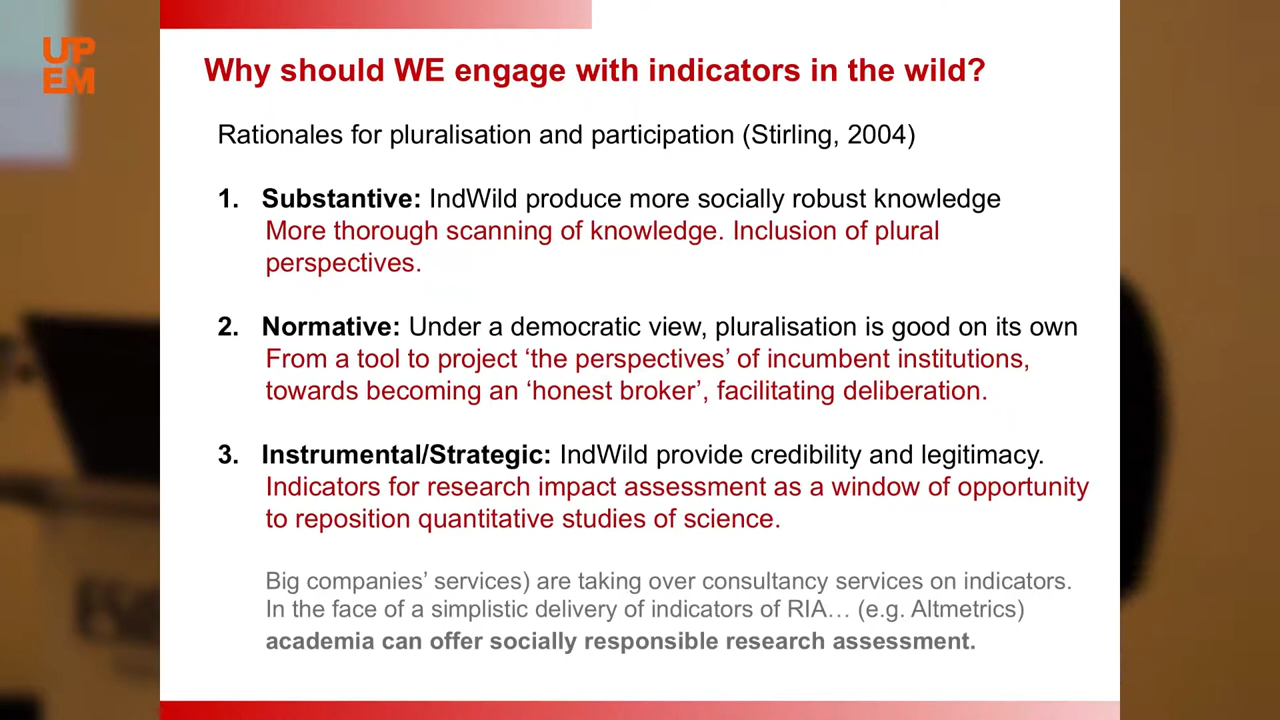 UP
EM
Why should WE engage with indicators in the wild?
Rationales for pluralisation and participation (Stirling, 2004)
1. Substantive: IndWild produce more socially robust knowledge
More thorough scanning of knowledge. Inclusion of plural
perspectives.
2. Normative: Under a democratic view, pluralisation is good on its own
From a tool to project ‘the perspectives’ of incumbent institutions,
towards becoming an ‘honest broker’, facilitating deliberation.
3. Instrumental/Strategic: IndWild provide credibility and legitimacy.
Indicators for research impact assessment as a window of opportunity
to reposition quantitative studies of science.
Big companies’ services) are taking over consultancy services on indicators.
In the face of a simplistic delivery of indicators of RIA… (e.g. Altmetrics)
academia can offer socially responsible research assessment.